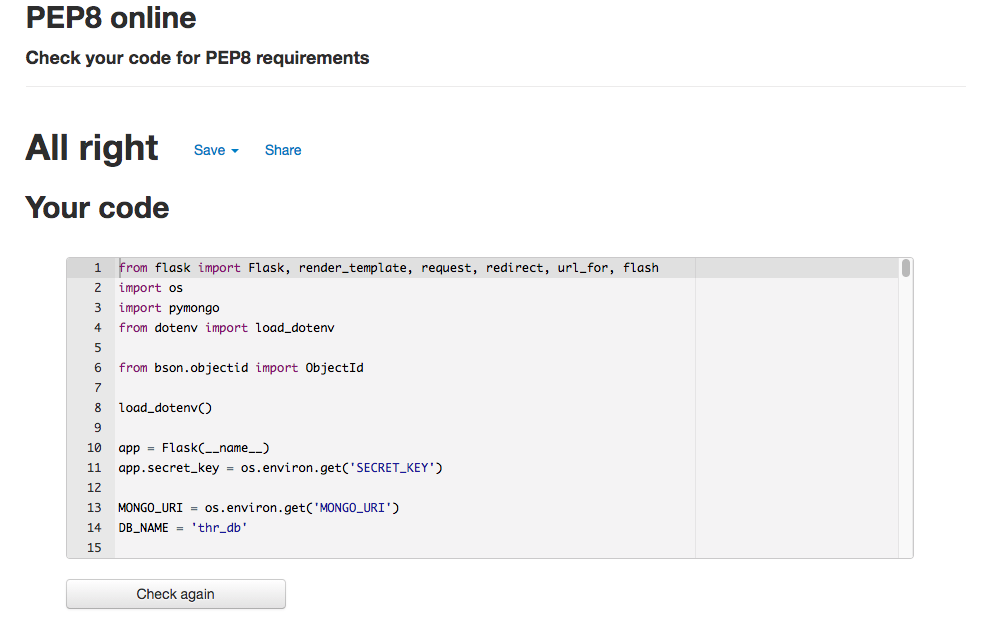 PEP8 online
Check your code for PEP8 requirements
All right Save Share
Your code
1 from flask import Flask, render_template, request, redirect, url_for, flash
2 import os
3 import pymongo
4 from dotenv import load_dotenv
5
6 from bson.objectid import ObjectId
7
8 load_dotenv()
9
10 app = Flask(__name__)
11 app.secret_key = os.environ.get('SECRET_KEY')
12
13 MONGO_URI = os.environ.get('MONGO_URI')
14 DB_NAME = 'thr_db'
15
Check again